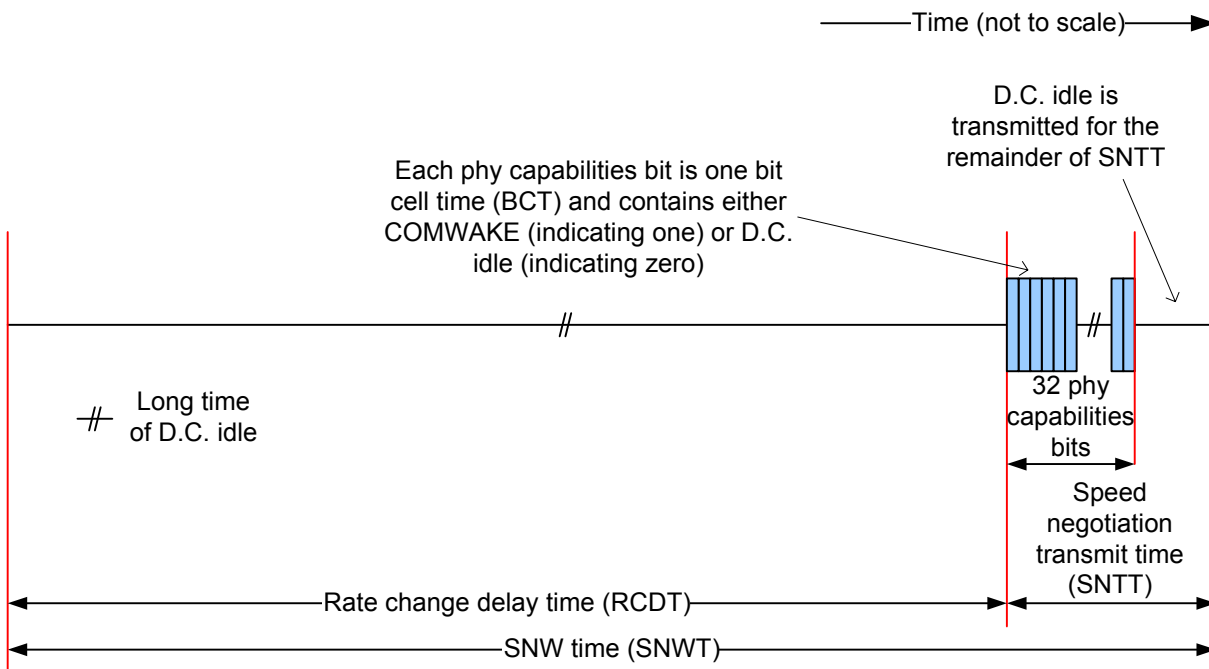 Time (not to scale)
D.C. idle is
transmitted for the
remainder of SNTT
Each phy capabilities bit is one bit
cell time (BCT) and contains either
COMWAKE (indicating one) or D.C.
idle (indicating zero)
Long time
of D.C. idle
32 phy
capabilities
bits
Speed
negotiation
transmit time
(SNTT)
Rate change delay time (RCDT)
SNW time (SNWT)